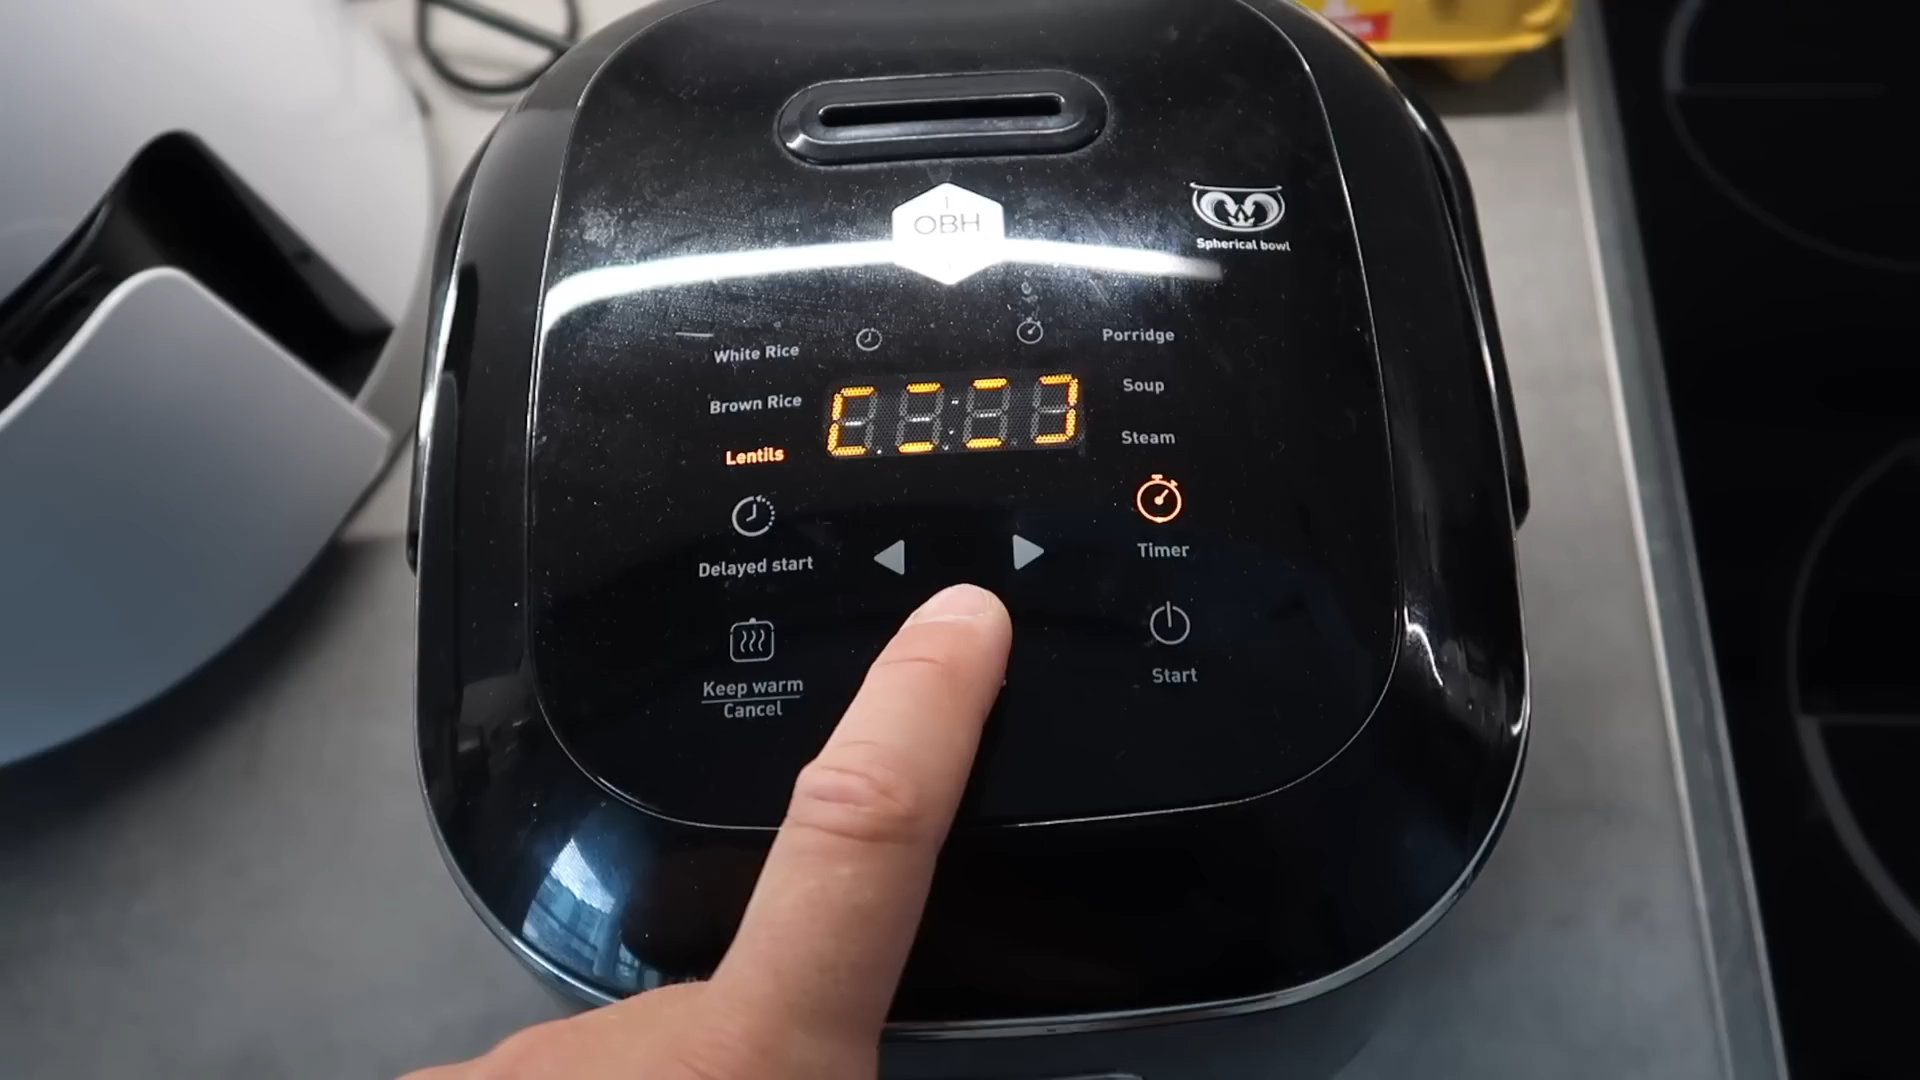 OBH
Spherical bowl
White Rice
Porridge
Brown Rice
Soup
Lentils
Steam
Delayed start
Timer
Keep warm
Cancel
Start